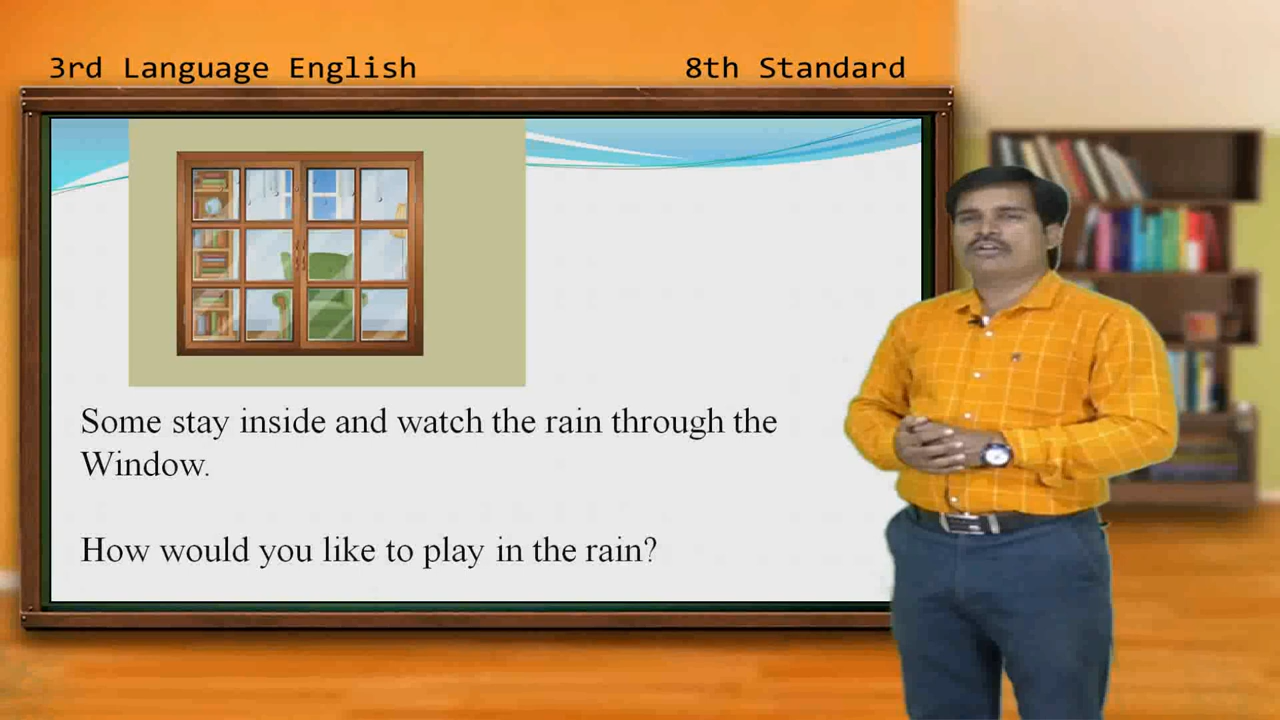 3rd Language English 8th Standard
Some stay inside and watch the rain through the
Window.
How would you like to play in the rain?